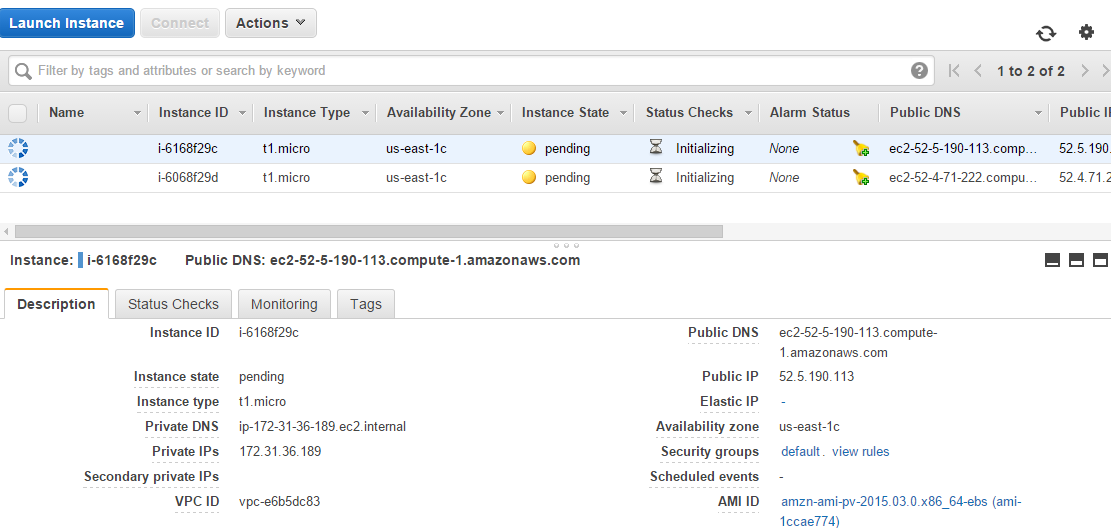 Launch Instance Connect Actions
Filter by tags and attributes or search by keyword ? 1 to 2 of 2
Name Instance ID Instance Type Availability Zone Instance State Status Checks Alarm Status Public DNS Public IP
i-6168f29c t1.micro us-east-1c pending Initializing None ec2-52-5-190-113.comp... 52.5.190.
i-6068f29d t1.micro us-east-1c pending Initializing None ec2-52-4-71-222.compu... 52.4.71.2
Instance: i-6168f29c Public DNS: ec2-52-5-190-113.compute-1.amazonaws.com
Description Status Checks Monitoring Tags
Instance ID i-6168f29c Public DNS ec2-52-5-190-113.compute-
1.amazonaws.com
Instance state pending Public IP 52.5.190.113
Instance type t1.micro Elastic IP -
Private DNS ip-172-31-36-189.ec2.internal Availability zone us-east-1c
Private IPs 172.31.36.189 Security groups default. view rules
Secondary private IPs Scheduled events -
VPC ID vpc-e6b5dc83 AMI ID amzn-ami-pv-2015.03.0.x86_64-ebs (ami-
1ccae774)